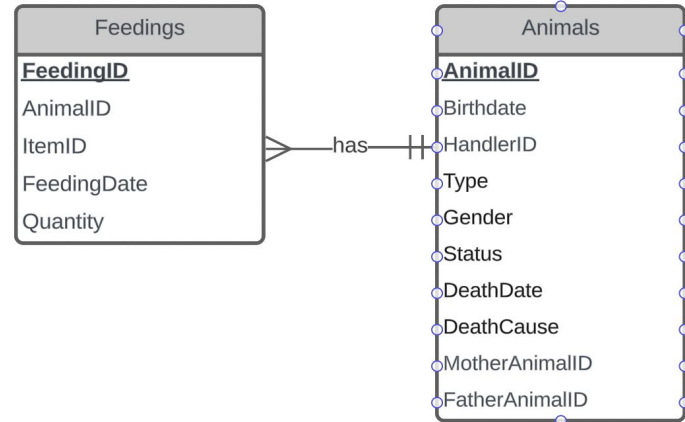 Feedings
FeedingID
AnimalID
ItemID
FeedingDate
Quantity
has
Animals
AnimalID
Birthdate
HandlerID
Type
Gender
Status
DeathDate
DeathCause
MotherAnimalID
FatherAnimalID